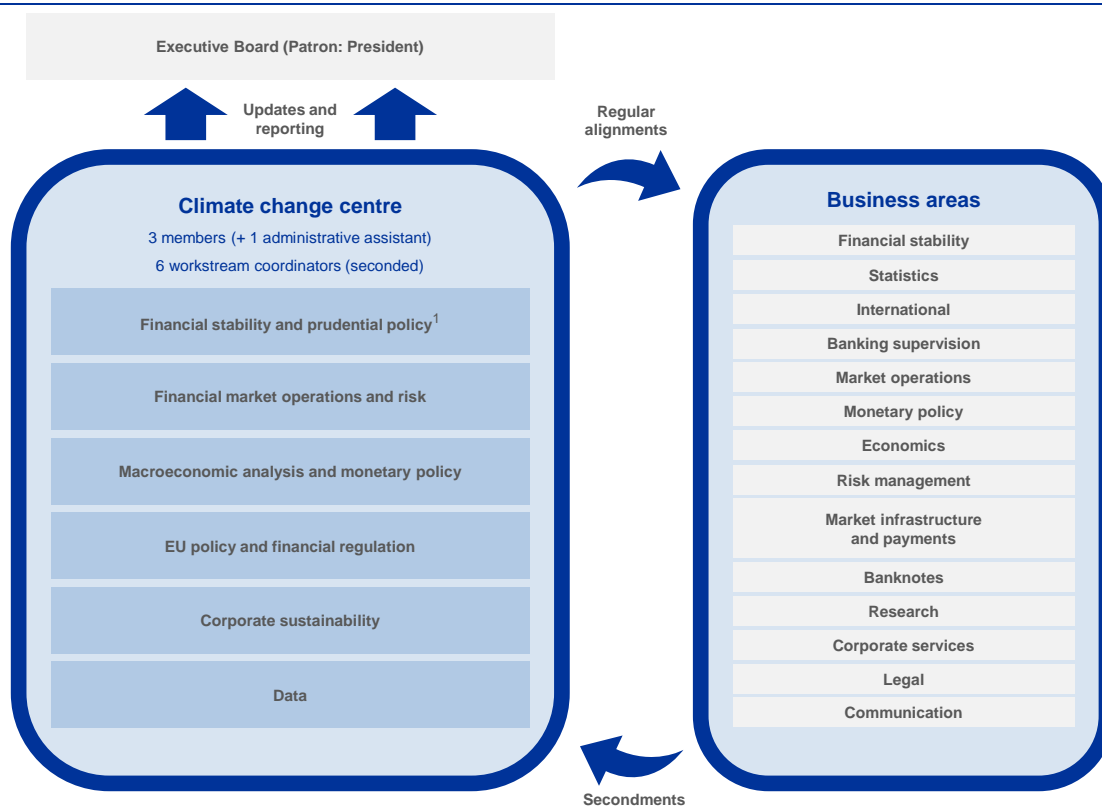 Executive Board (Patron: President)
Updates and
reporting
Regular
alignments
Climate change centre
3 members (+ 1 administrative assistant)
6 workstream coordinators (seconded)
Financial stability and prudential policy1
Financial market operations and risk
Macroeconomic analysis and monetary policy
EU policy and financial regulation
Corporate sustainability
Data
Business areas
Financial stability
Statistics
International
Banking supervision
Market operations
Monetary policy
Economics
Risk management
Market infrastructure
and payments
Banknotes
Research
Corporate services
Legal
Communication
Secondments